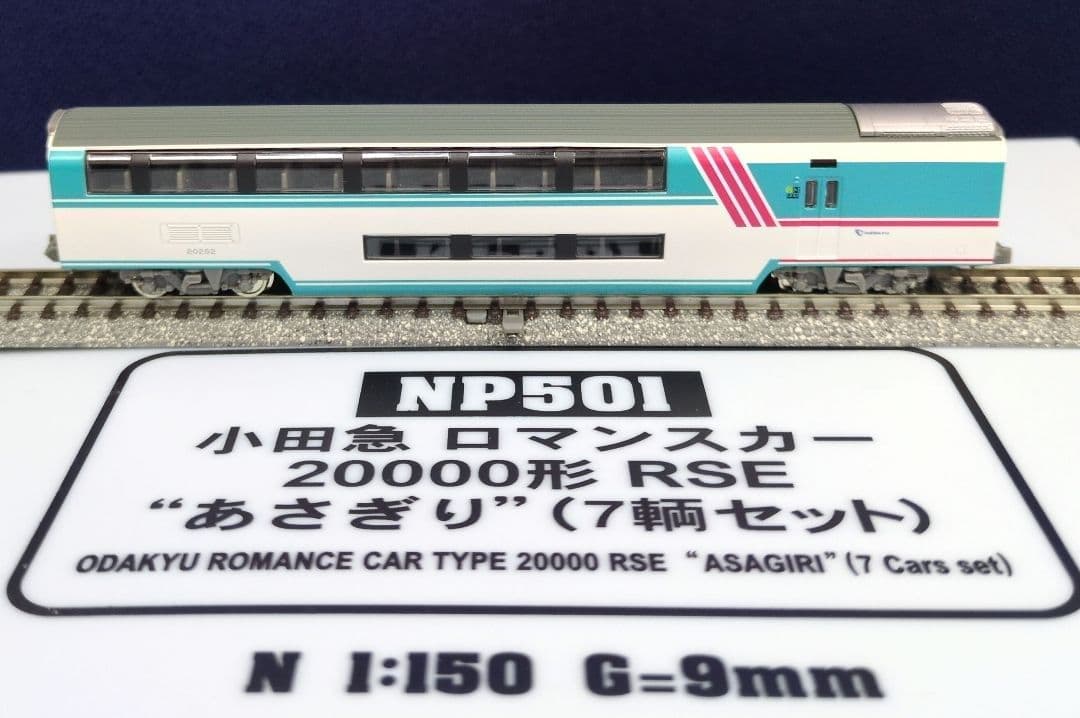 20252
NP501
小田急 ロマンスカー
20000形 RSE
“あさぎり”(7輌セット)
ODAKYU ROMANCE CAR TYPE 20000 RSE “ASAGIRI” (7 Cars set)
N 1:150 G=9mm